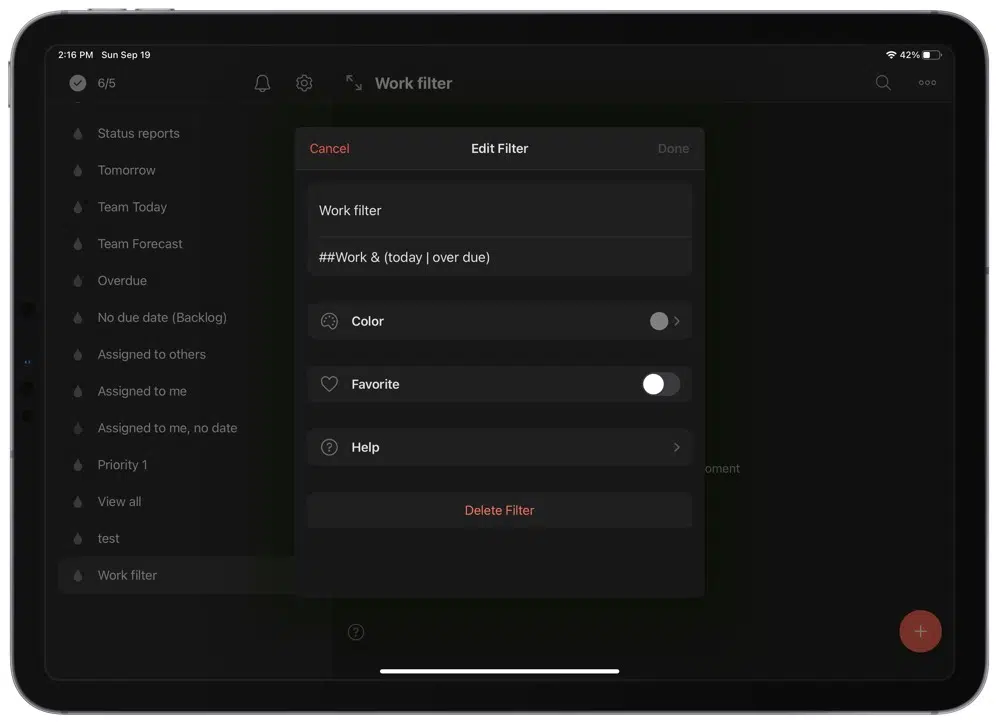 2:16 PM Sun Sep 19
42%
6/5
Work filter
Status reports
Tomorrow
Team Today
Team Forecast
Overdue
No due date (Backlog)
Assigned to others
Assigned to me
Assigned to me, no date
Priority 1
View all
test
Work filter
Cancel
Edit Filter
Done
Work filter
##Work & (today | over due)
Color
Favorite
Help
Delete Filter
oment